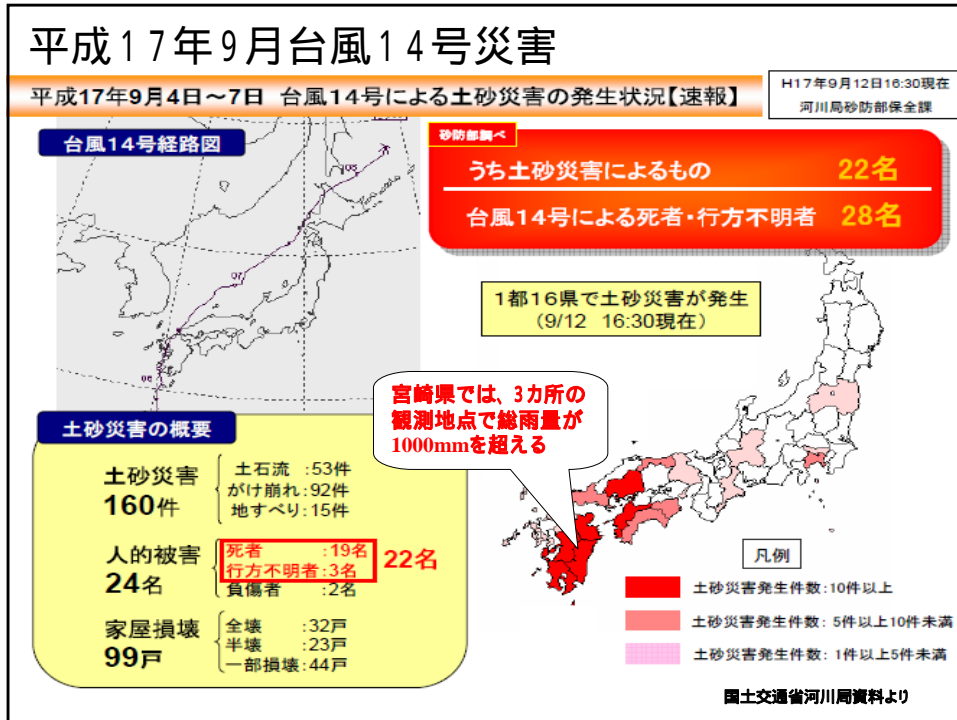 平成17年9月台風14号災害
平成17年9月4日～7日 台風14号による土砂災害の発生状況【速報】
H17年9月12日16:30現在
河川局砂防部保全課
台風14号経路図
砂防部調べ
うち土砂災害によるもの 22名
台風14号による死者・行方不明者 28名
08
07
06
1都16県で土砂災害が発生
（9/12 16:30現在）
宮崎県では、3カ所の
観測地点で総雨量が
1000mmを超える
土砂災害の概要
土砂災害
160件
土石流 :53件
がけ崩れ:92件
地すべり:15件
人的被害
24名
死者 :19名
行方不明者:3名
負傷者 :2名
22名
家屋損壊
99戸
全壊 :32戸
半壊 :23戸
一部損壊:44戸
凡例
土砂災害発生件数:10件以上
土砂災害発生件数: 5件以上10件未満
土砂災害発生件数: 1件以上5件未満
国土交通省河川局資料より